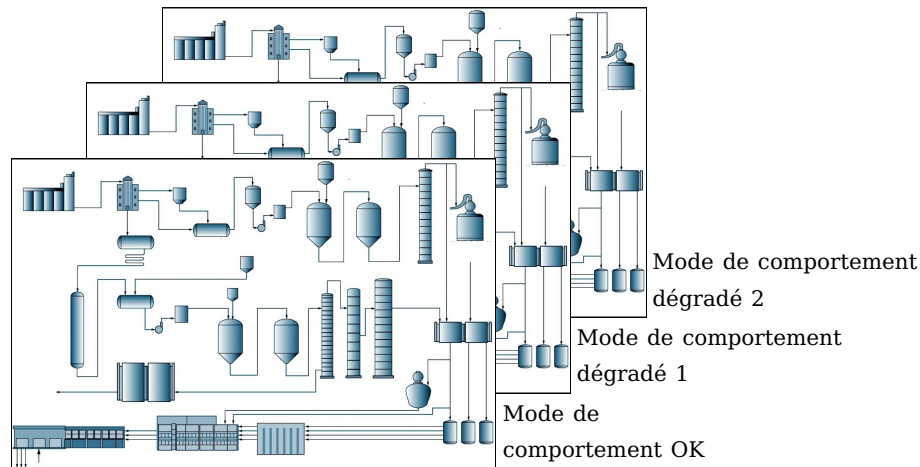 Mode de comportement
dégradé 2
Mode de comportement
dégradé 1
Mode de
comportement OK